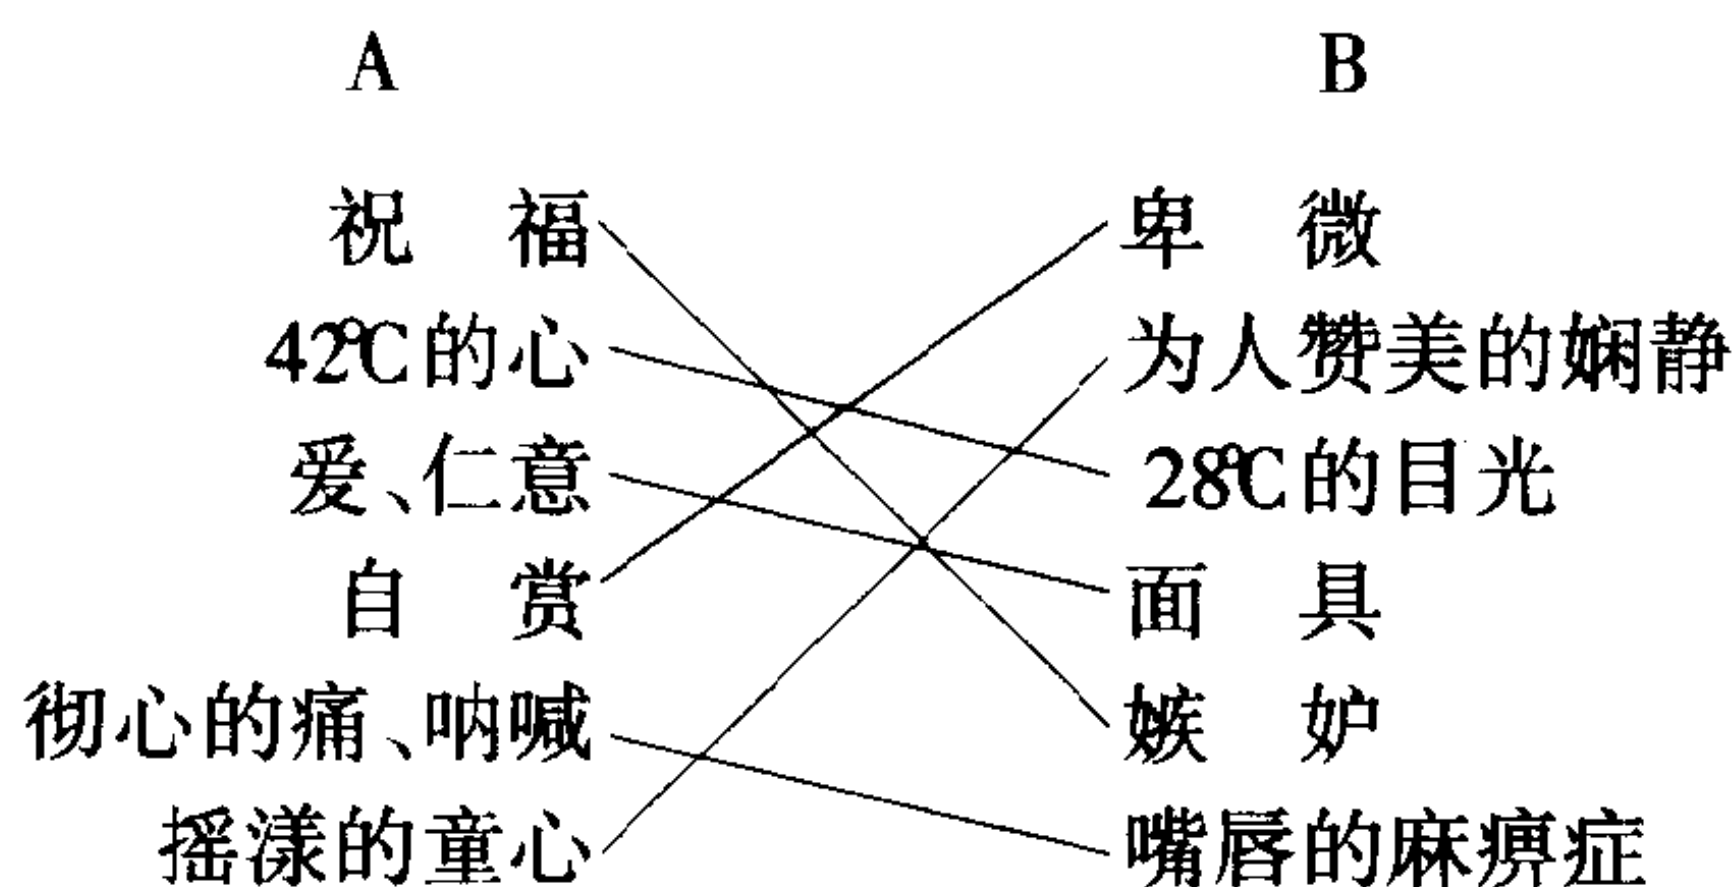 A B
祝 福 卑 微
42℃的心 为人赞美的娴静
爱、仁意 28℃的目光
自 赏 面 具
彻心的痛、呐喊 嫉 妒
摇漾的童心 嘴唇的麻痹症